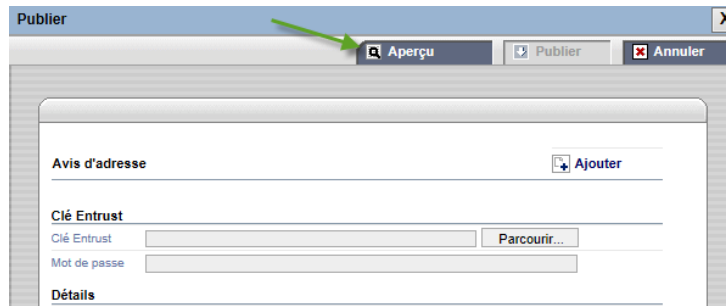 Publier X
Aperçu Publier Annuler
Avis d'adresse Ajouter
Clé Entrust
Clé Entrust Parcourir...
Mot de passe
Détails